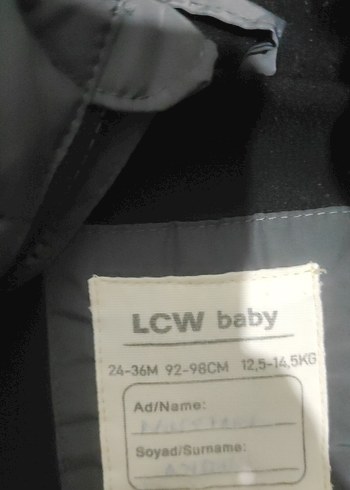 LCW baby
24-36M 92-98CM 12,5-14,5KG
Ad/Name:
Soyad/Surname: